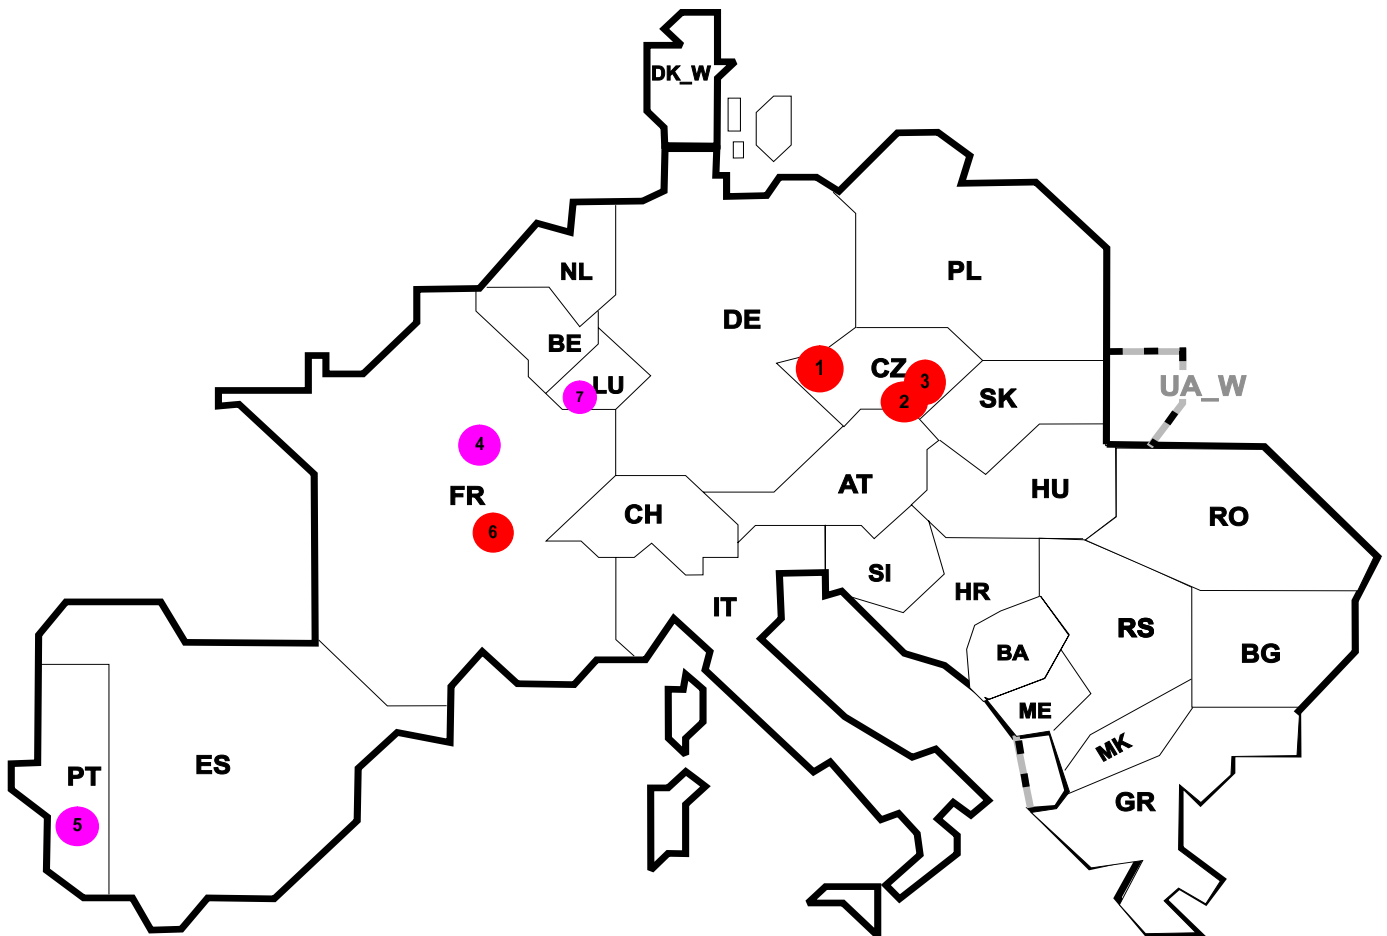 DK_W
NL
PL
DE
BE
1
CZ
3
2
LU
7
SK
UA_W
4
FR
6
CH
AT
HU
RO
SI
HR
IT
RS
BA
BG
ME
MK
GR
PT
ES
5